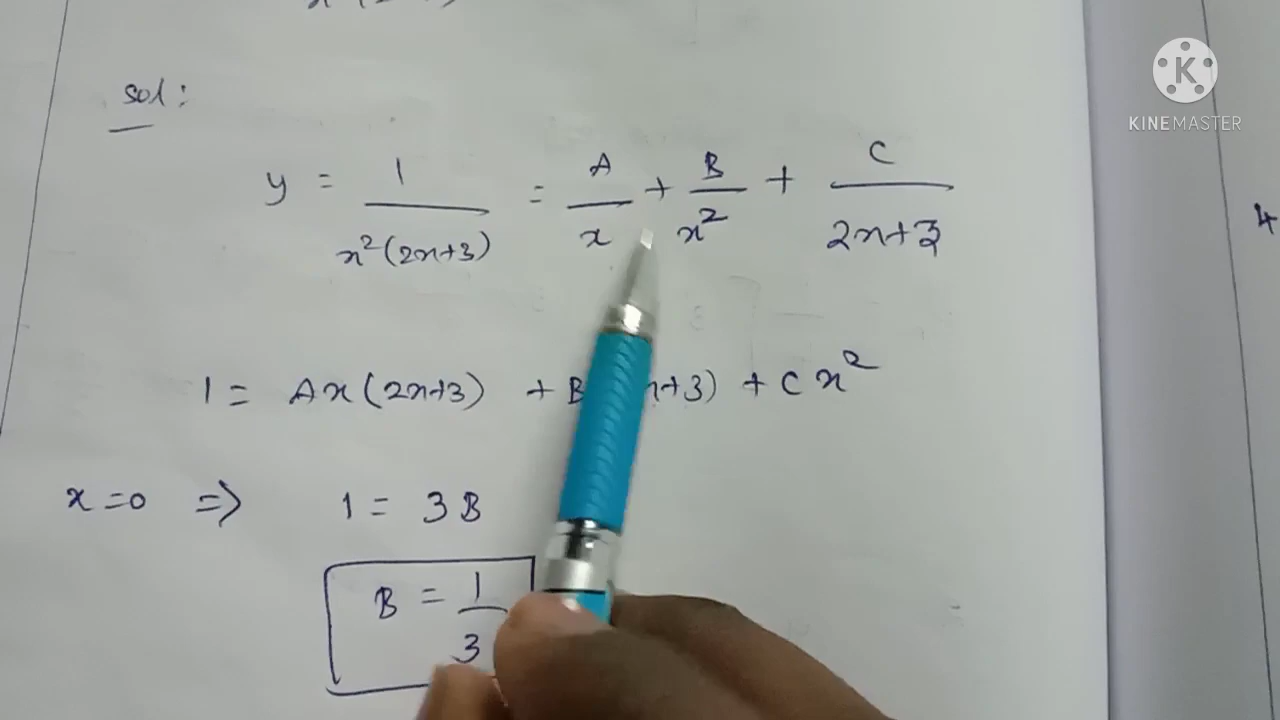 sol:
K
KINEMASTER
y = 1/x²(2x+3) = A/x + B/x² + C/2x+3
4
1 = Ax(2x+3) + B x+3) + Cx²
x=0 => 1 = 3B
B = 1/3